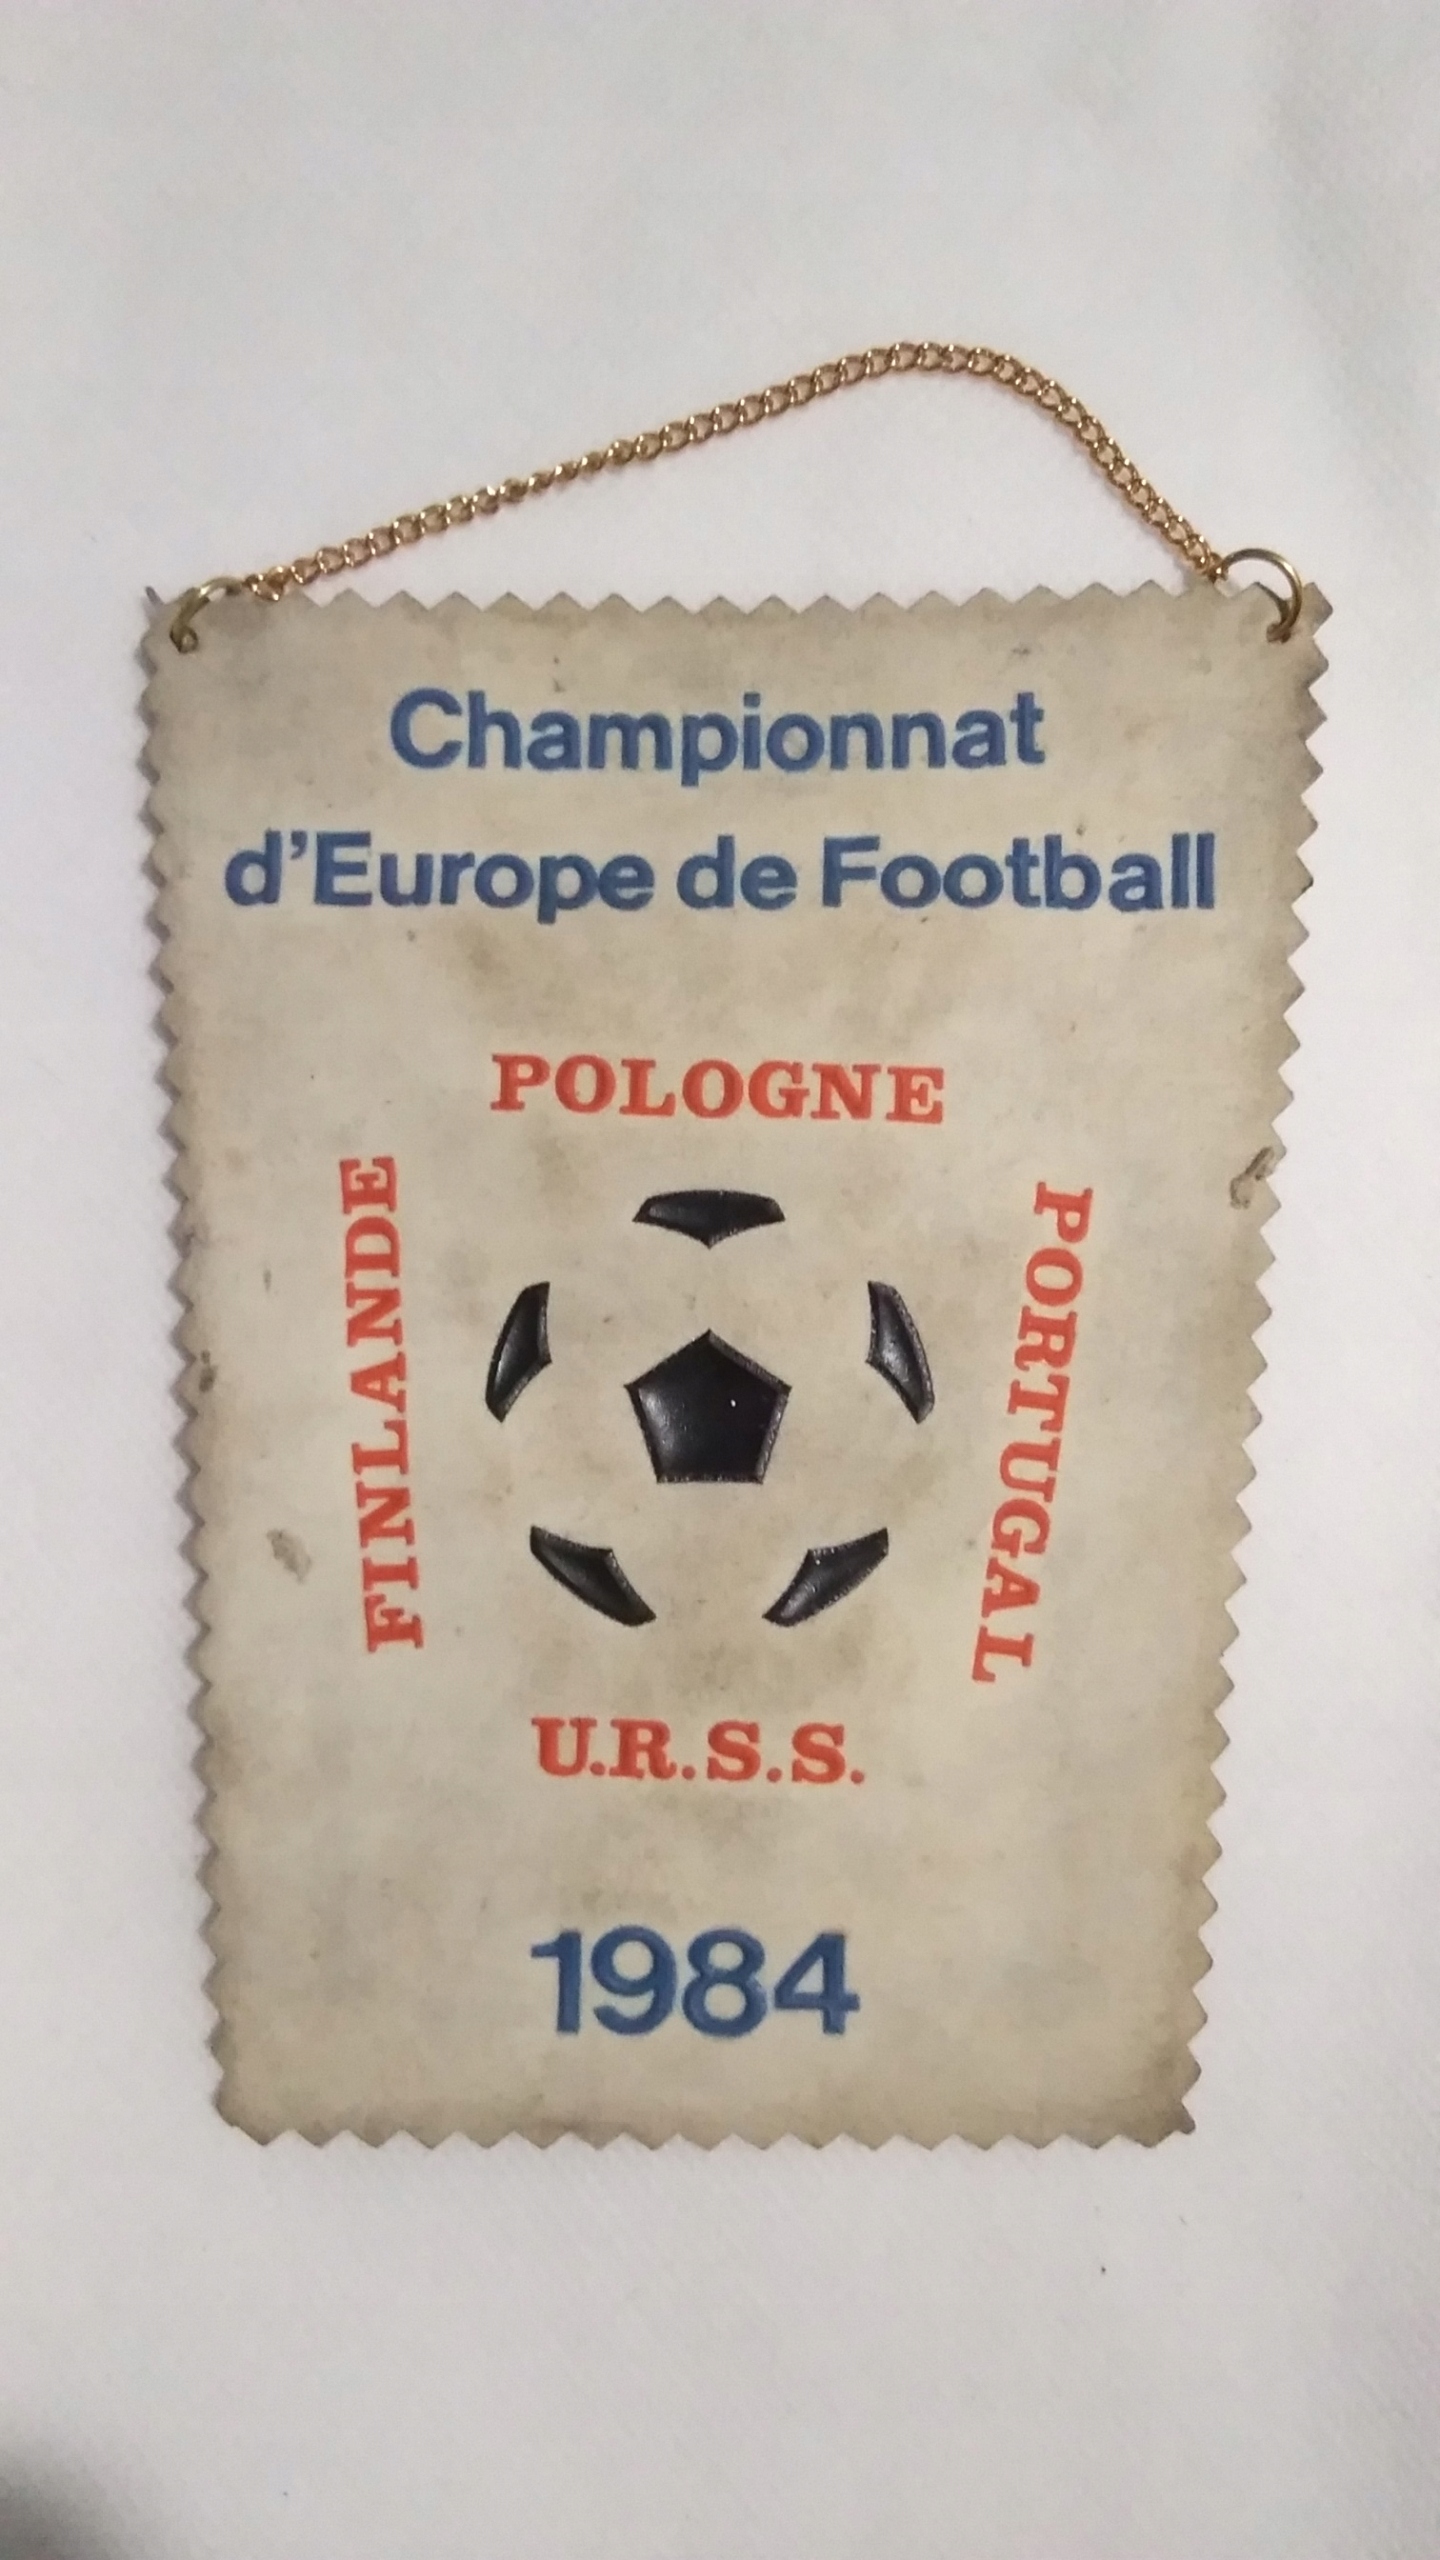 Championnat
d'Europe de Football
POLOGNE
FINLANDE
PORTUGAL
U.R.S.S.
1984